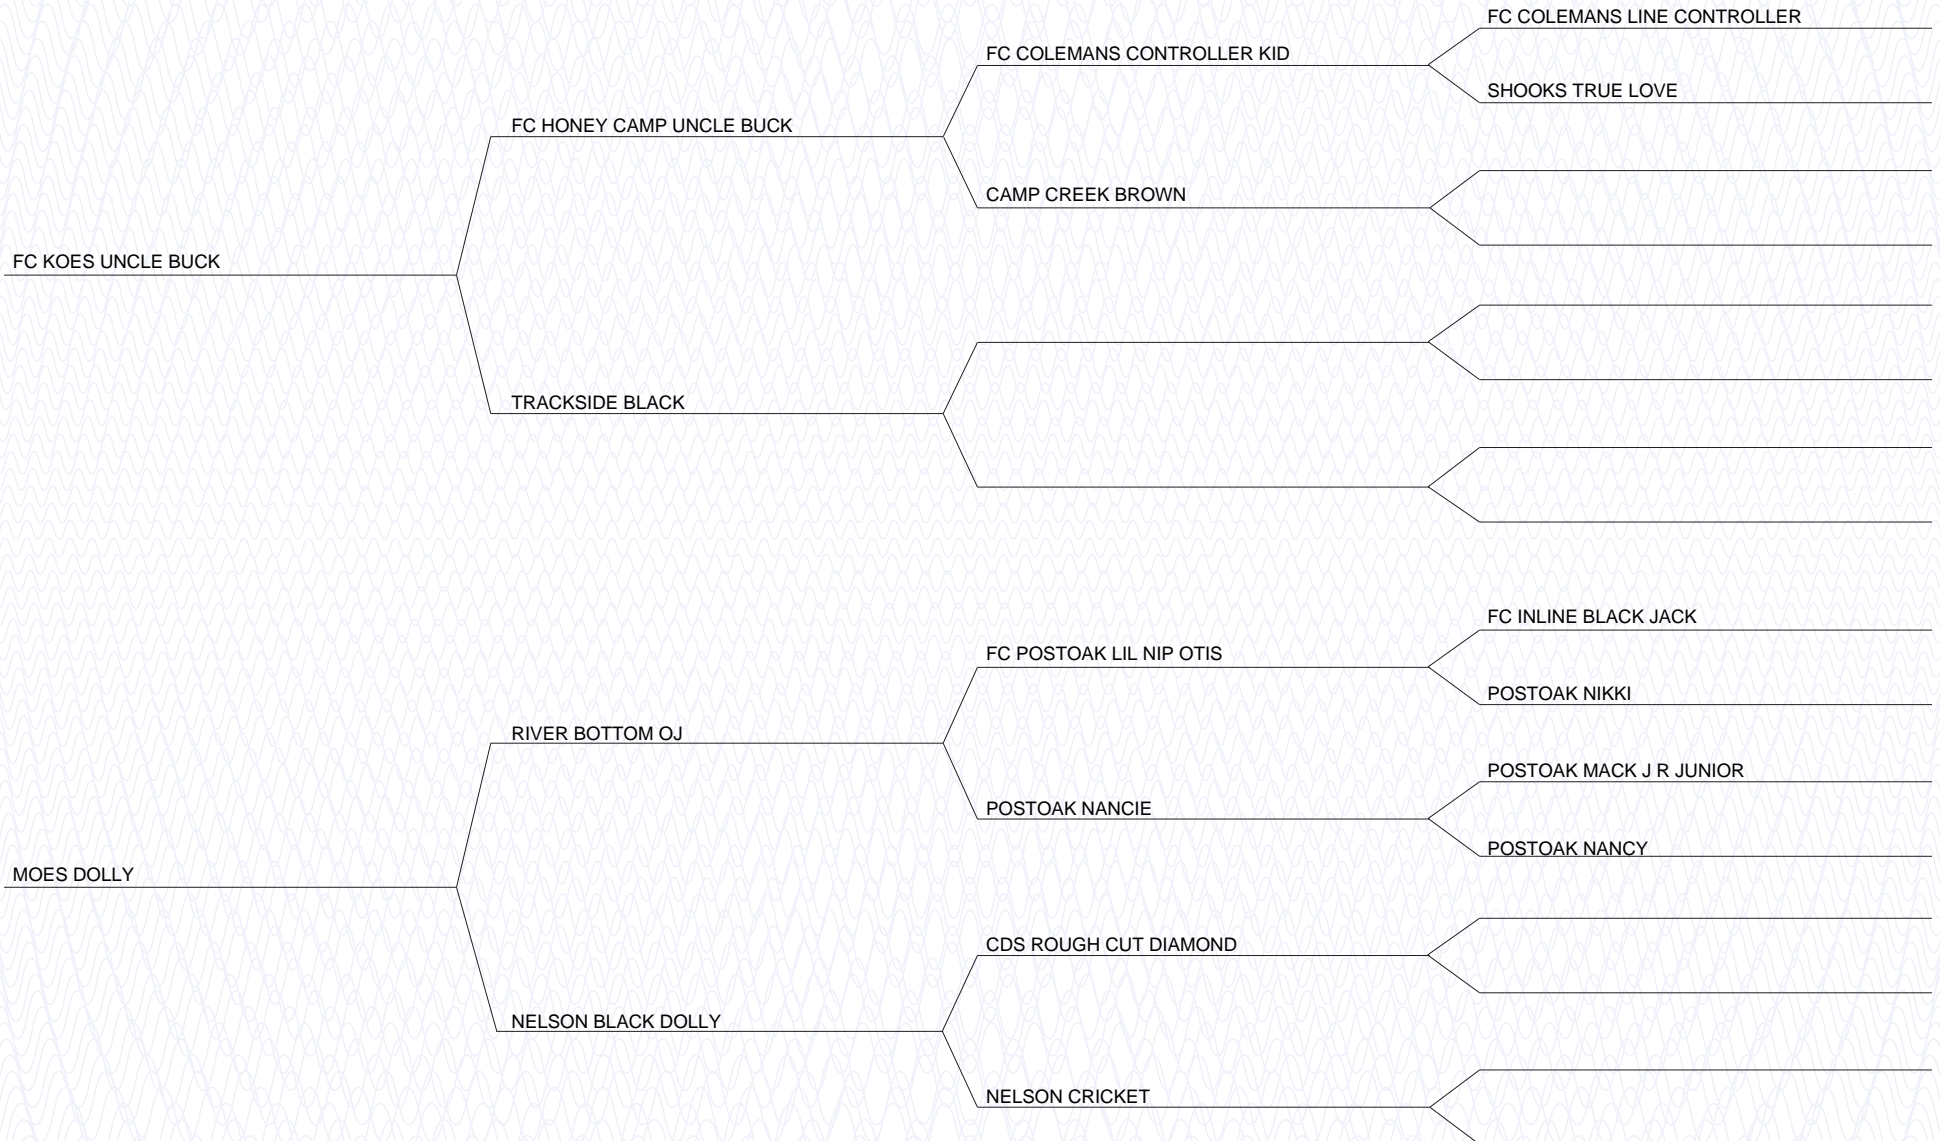 FC COLEMANS LINE CONTROLLER
FC COLEMANS CONTROLLER KID
SHOOKS TRUE LOVE
FC HONEY CAMP UNCLE BUCK
CAMP CREEK BROWN
FC KOES UNCLE BUCK
TRACKSIDE BLACK
FC INLINE BLACK JACK
FC POSTOAK LIL NIP OTIS
POSTOAK NIKKI
RIVER BOTTOM OJ
POSTOAK MACK J R JUNIOR
POSTOAK NANCIE
POSTOAK NANCY
MOES DOLLY
CDS ROUGH CUT DIAMOND
NELSON BLACK DOLLY
NELSON CRICKET